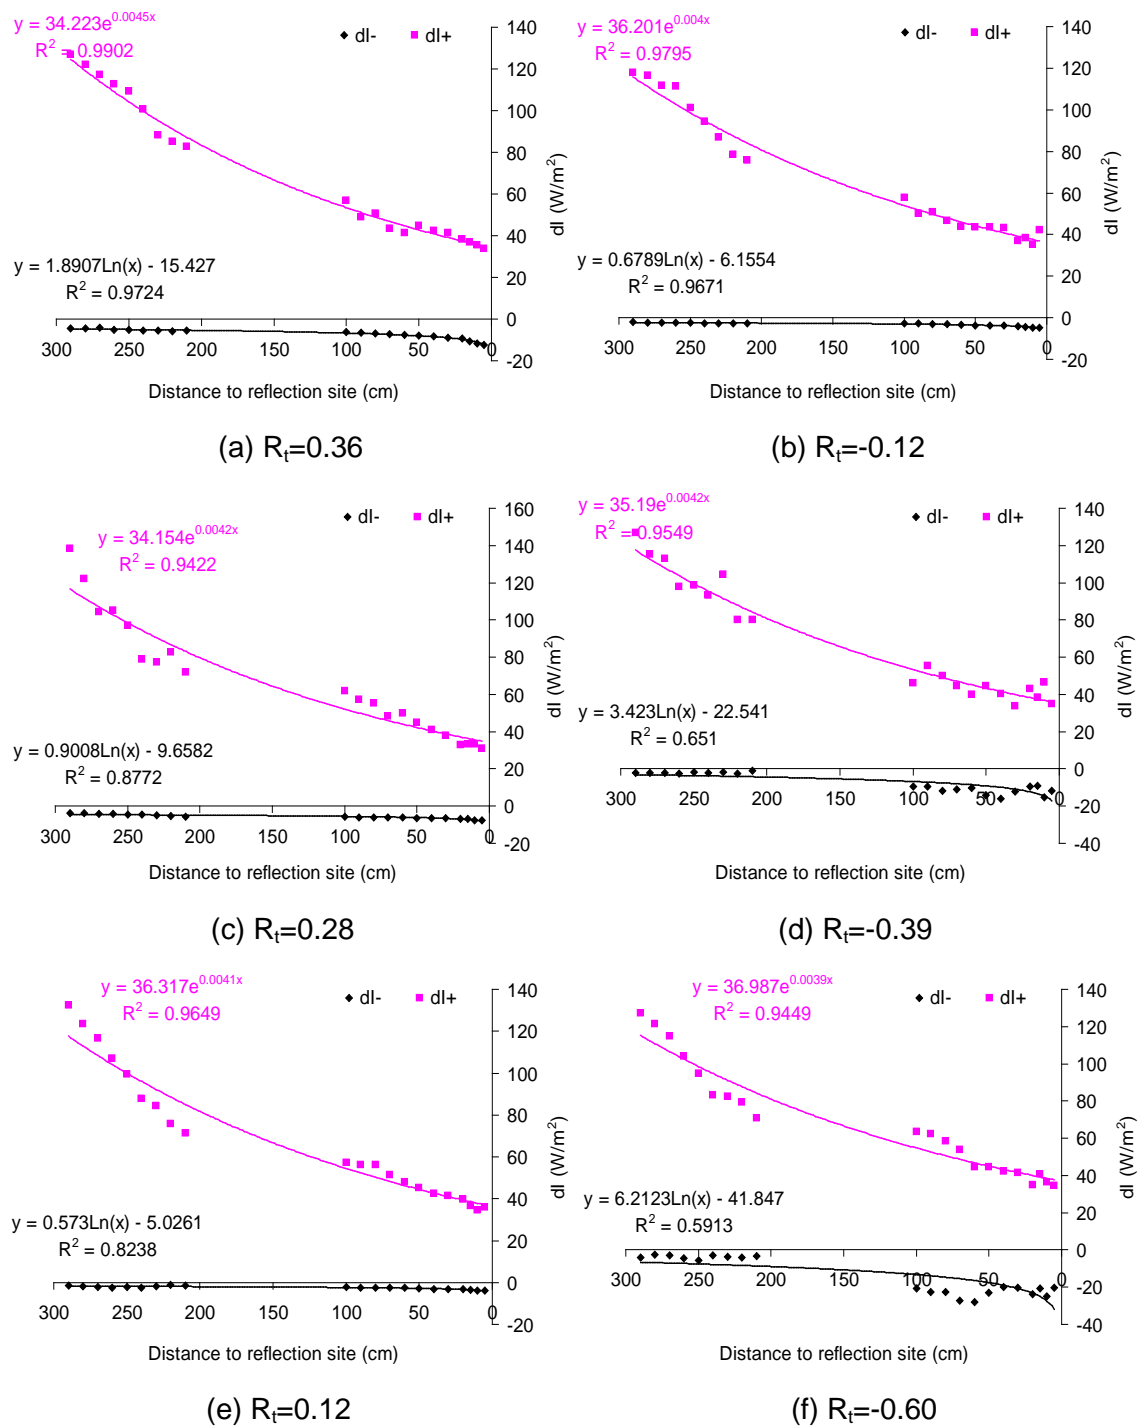 y = 34.223e^0.0045x
R² = 0.9902
dI-
dI+
140
120
100
80
60
40
20
0
-20
dI (W/m²)
y = 1.8907Ln(x) - 15.427
R² = 0.9724
300 250 200 150 100 50 0
Distance to reflection site (cm)
(a) Rt=0.36
y = 36.201e^0.004x
R² = 0.9795
dI-
dI+
140
120
100
80
60
40
20
0
-20
dI (W/m²)
y = 0.6789Ln(x) - 6.1554
R² = 0.9671
300 250 200 150 100 50 0
Distance to reflection site (cm)
(b) Rt=-0.12
y = 34.154e^0.0042x
R² = 0.9422
dI-
dI+
160
140
120
100
80
60
40
20
0
-20
dI (W/m²)
y = 0.9008Ln(x) - 9.6582
R² = 0.8772
300 250 200 150 100 50 0
Distance to reflection site (cm)
(c) Rt=0.28
y = 35.19e^0.0042x
R² = 0.9549
dI-
dI+
140
120
100
80
60
40
20
0
-20
-40
dI (W/m²)
y = 3.423Ln(x) - 22.541
R² = 0.651
300 250 200 150 100 50 0
Distance to reflection site (cm)
(d) Rt=-0.39
y = 36.317e^0.0041x
R² = 0.9649
dI-
dI+
140
120
100
80
60
40
20
0
-20
dI (W/m²)
y = 0.573Ln(x) - 5.0261
R² = 0.8238
300 250 200 150 100 50 0
Distance to reflection site (cm)
(e) Rt=0.12
y = 36.987e^0.0039x
R² = 0.9449
dI-
dI+
140
120
100
80
60
40
20
0
-20
-40
dI (W/m²)
y = 6.2123Ln(x) - 41.847
R² = 0.5913
300 250 200 150 100 50 0
Distance to reflection site (cm)
(f) Rt=-0.60